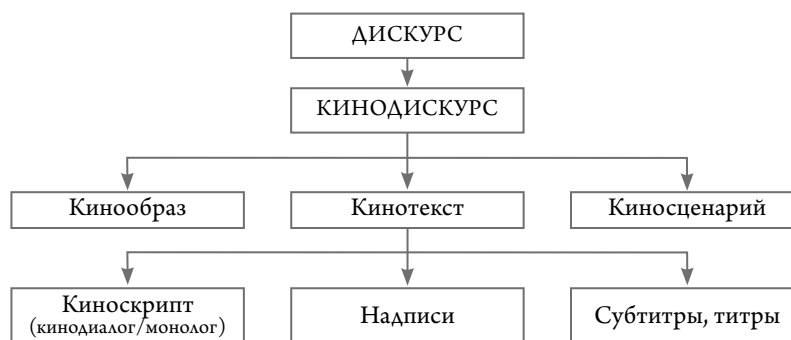 ДИСКУРС
КИНОДИСКУРС
Кинообраз
Кинотекст
Киносценарий
Киноскрипт
(кинодиалог/монолог)
Надписи
Субтитры, титры